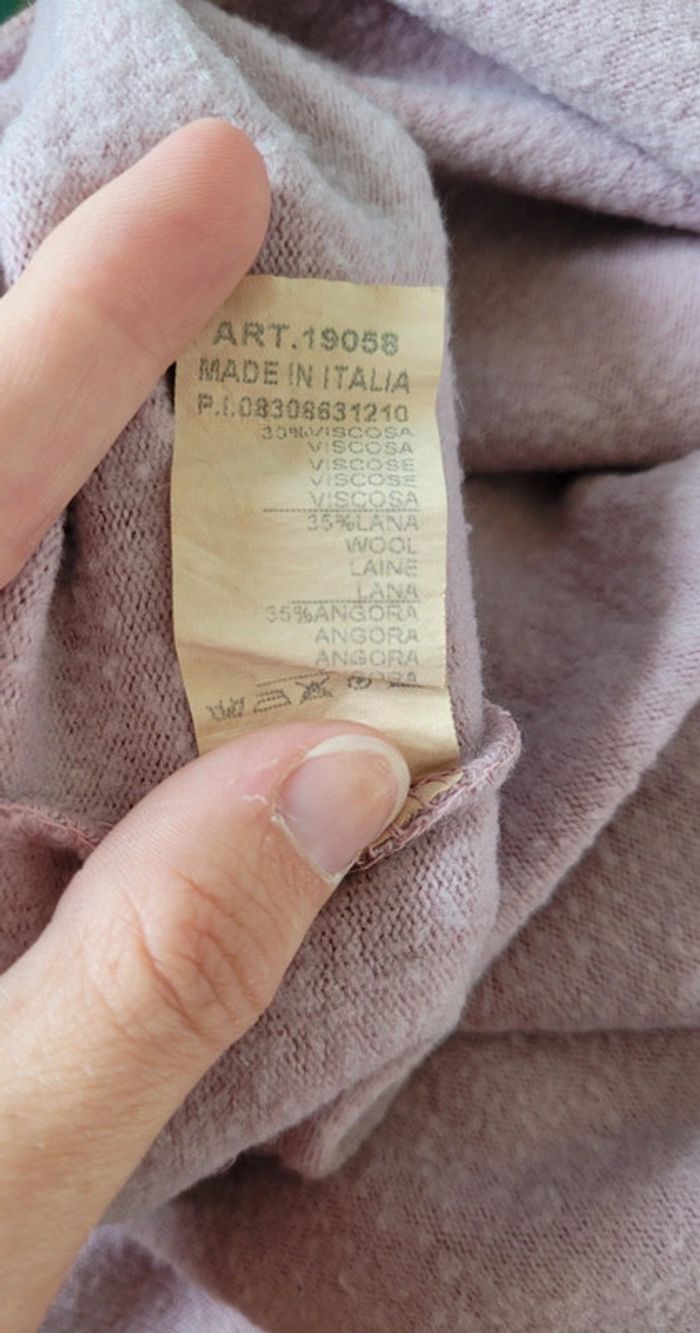 ART.19058
MADE IN ITALIA
P.I.08308631210
30%VISCOSA
VISCOSA
VISCOSE
VISCOSE
VISCOSA
35%LANA
WOOL
LAINE
LANA
35%ANGORA
ANGORA
ANGORA